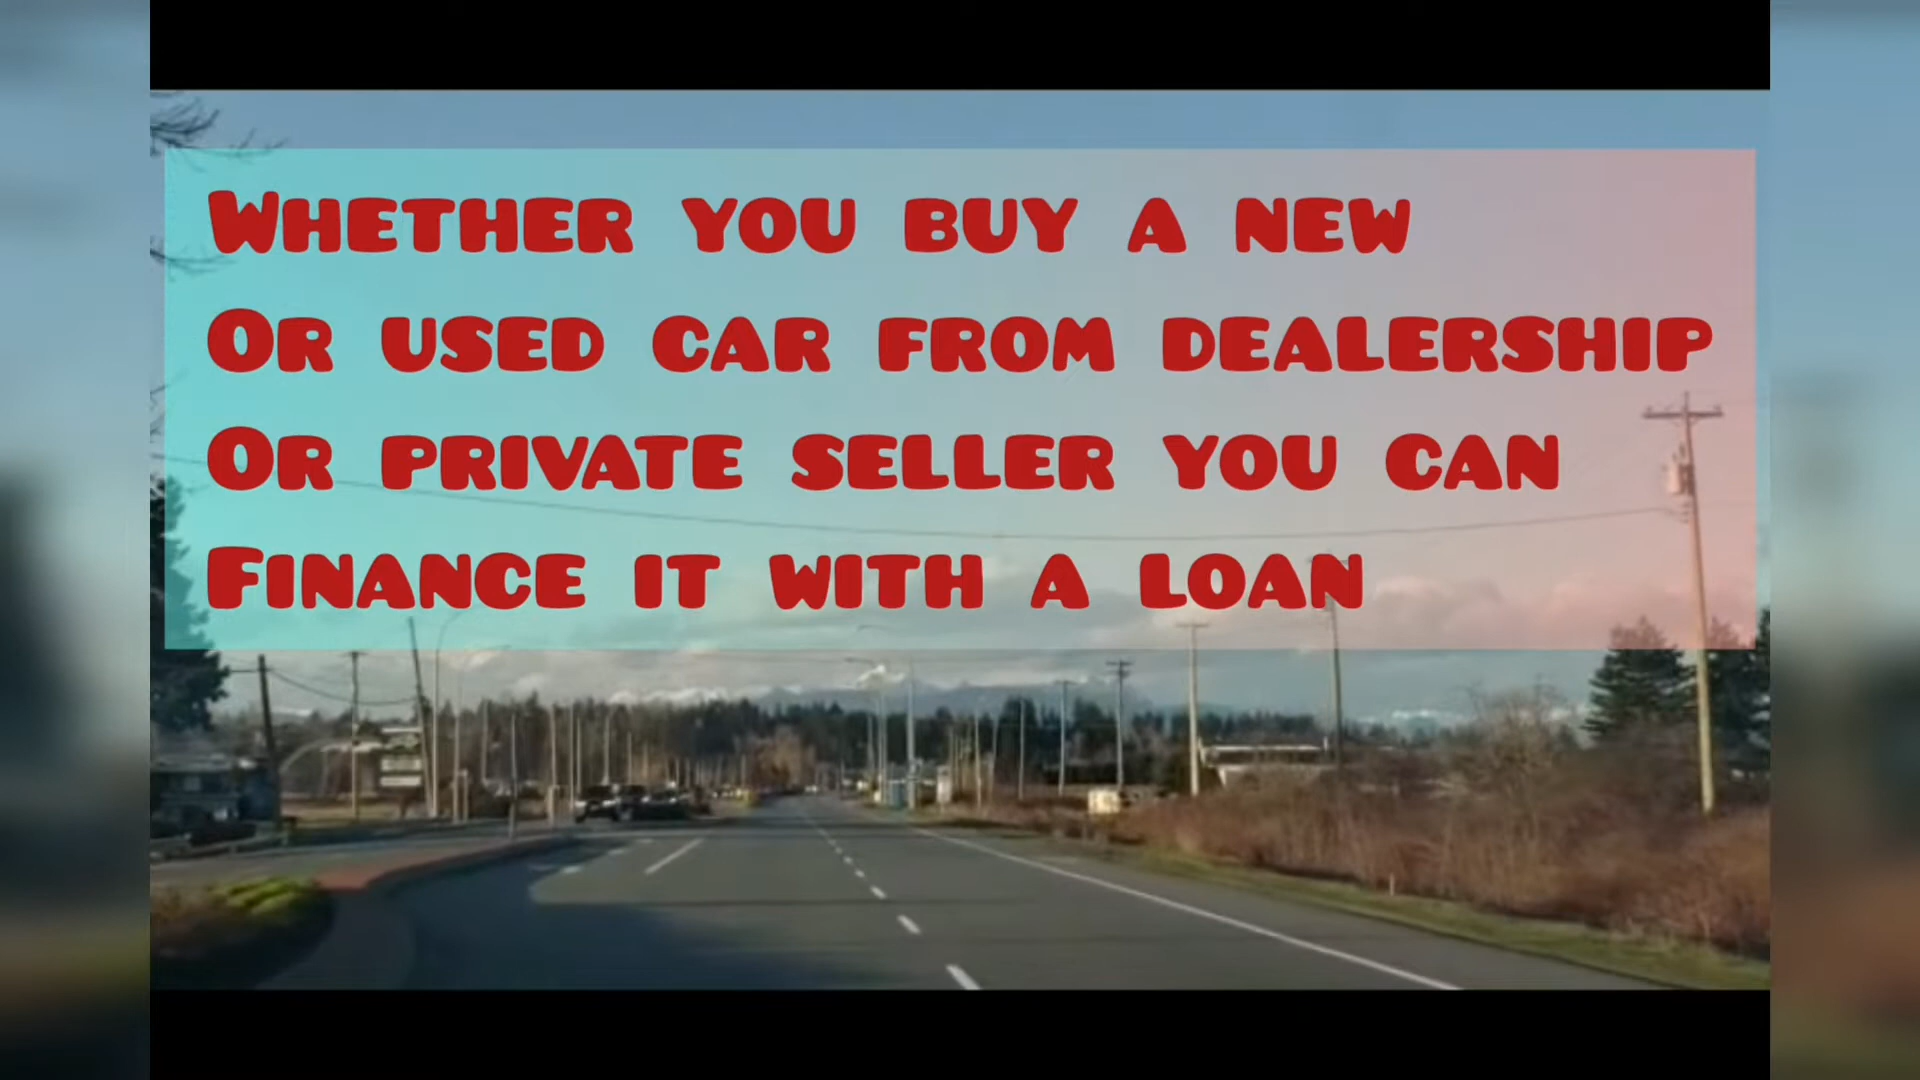 Whether you buy a new
Or used car from dealership
Or private seller you can
Finance it with a loan